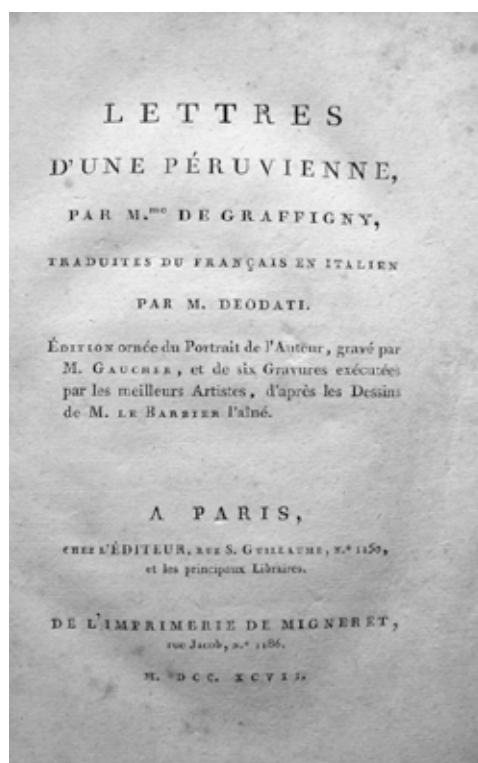 LETTRES
D'UNE PÉRUVIENNE,
PAR M.me DE GRAFFIGNY,
TRADUITES DU FRANÇAIS EN ITALIEN
PAR M. DEODATI.
ÉDITION ornée du Portrait de l'Auteur, gravé par
M. GAUCHER, et de six Gravures exécutées
par les meilleurs Artistes, d'après les Dessins
de M. LE BARBIER l'aîné.
A PARIS,
CHEZ L'ÉDITEUR, RUE S. GUILLAUME, N.° 1150,
et les principaux Libraires.
DE L'IMPRIMERIE DE MIGNERET,
rue Jacob, N.° 1186.
M. DCC. XCVII.